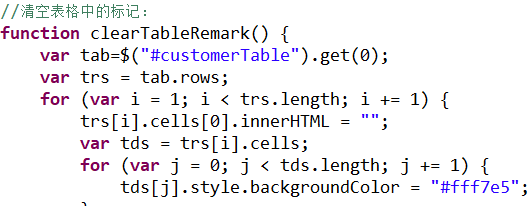 //清空表格中的标记：
function clearTableRemark() {
    var tab=$("#customerTable").get(0);
    var trs = tab.rows;
    for (var i = 1; i < trs.length; i += 1) {
        trs[i].cells[0].innerHTML = "";
        var tds = trs[i].cells;
        for (var j = 0; j < tds.length; j += 1) {
            tds[j].style.backgroundColor = "#fff7e5";
        }